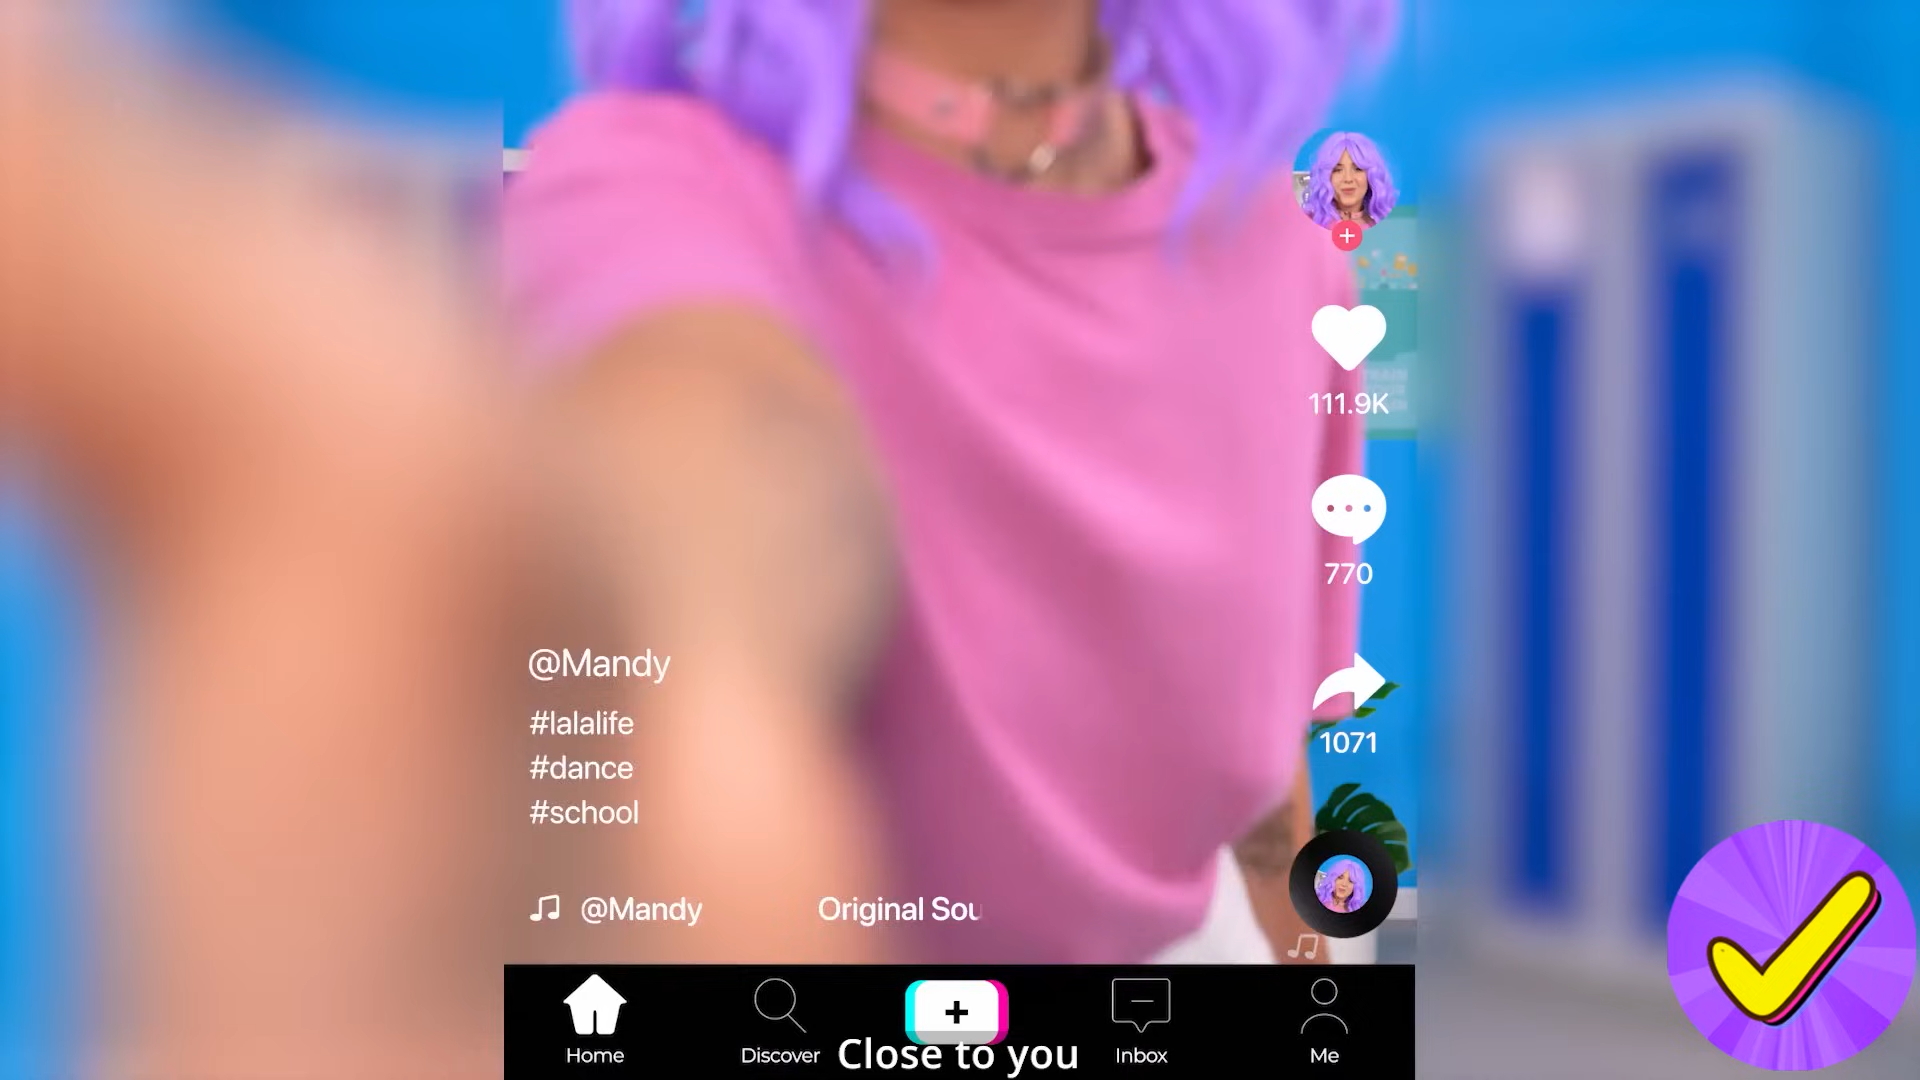 111.9K
770
1071
@Mandy
#lalalife
#dance
#school
@Mandy Original Sou
Home Discover Inbox Me
Close to you